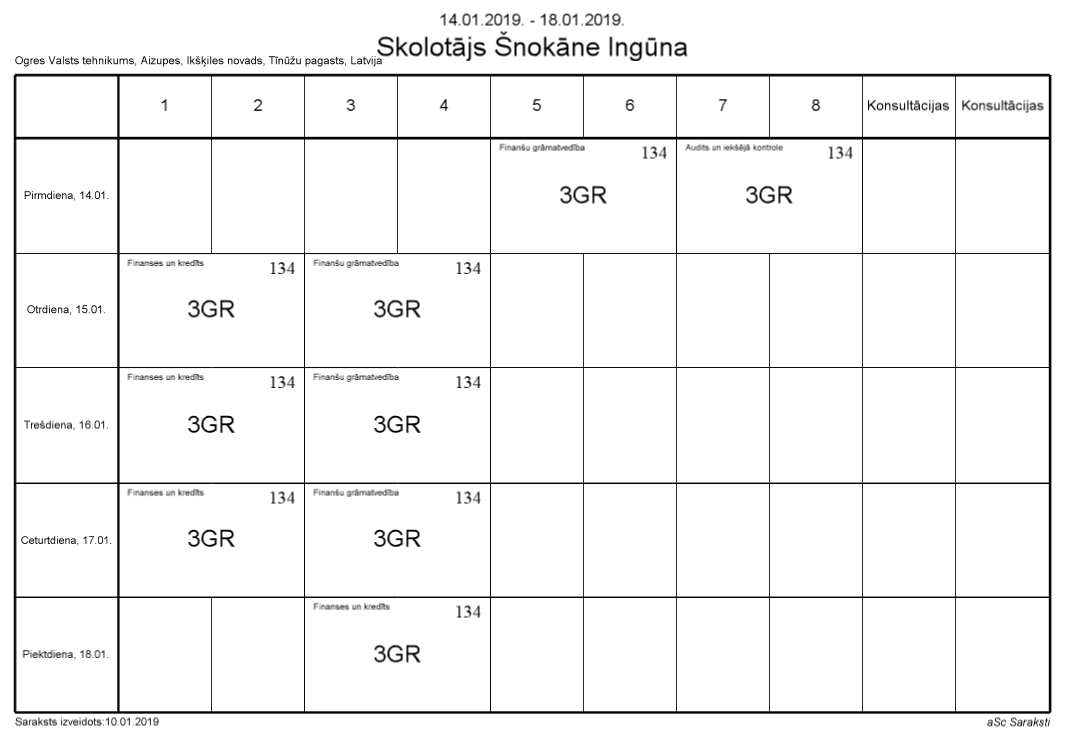 14.01.2019. - 18.01.2019.
Skolotājs Šnokāne Ingūna
Ogres Valsts tehnikums, Aizupes, Ikšķiles novads, Tīnūžu pagasts, Latvija
1 2 3 4 5 6 7 8 Konsultācijas Konsultācijas
Finanšu grāmatvedība 134 Audits un iekšējā kontrole 134
Pirmdiena, 14.01. 3GR 3GR
Finanses un kredīts 134 Finanšu grāmatvedība 134
Otrdiena, 15.01. 3GR 3GR
Finanses un kredīts 134 Finanšu grāmatvedība 134
Trešdiena, 16.01. 3GR 3GR
Finanses un kredīts 134 Finanšu grāmatvedība 134
Ceturtdiena, 17.01. 3GR 3GR
Finanses un kredīts 134
Piektdiena, 18.01. 3GR
Saraksts izveidots:10.01.2019 aSc Saraksti